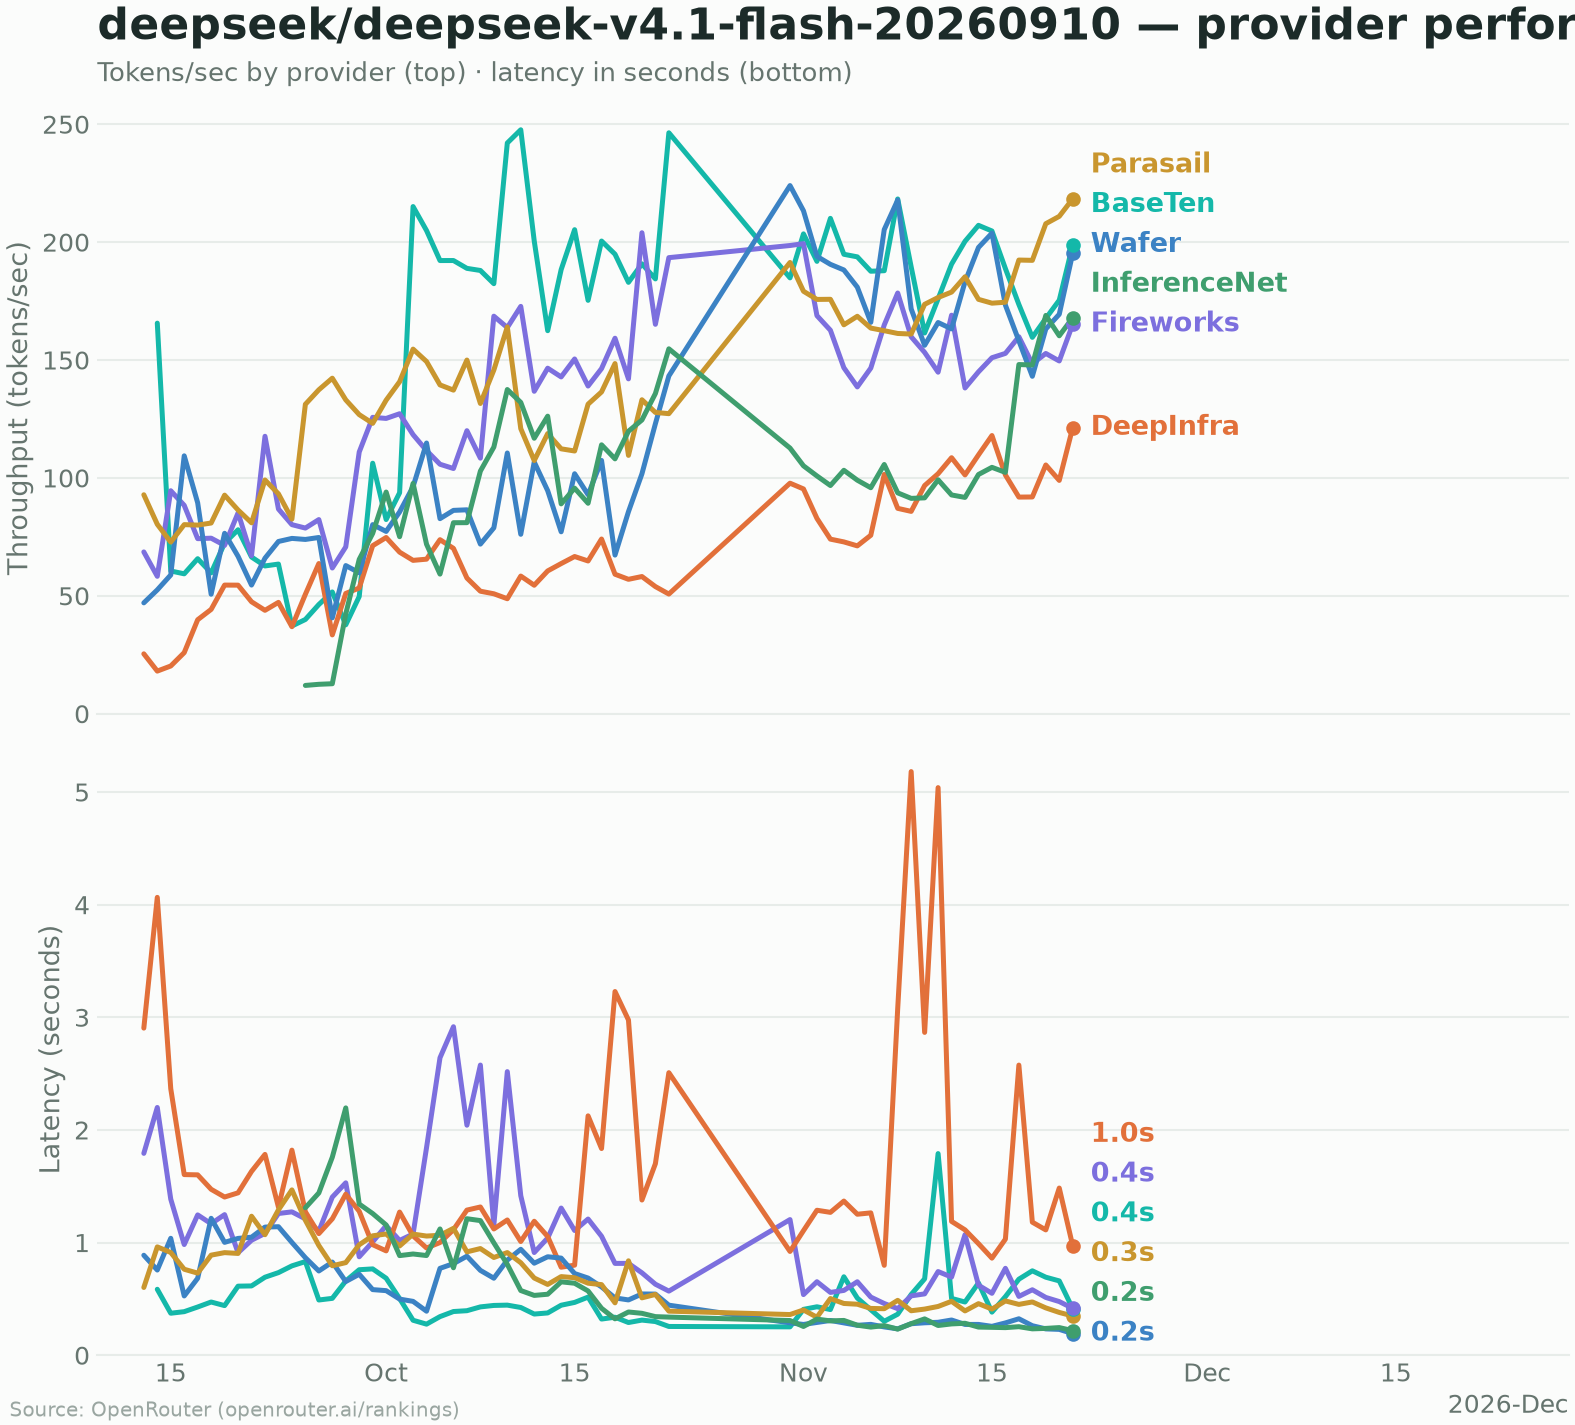 deepseek/deepseek-v4.1-flash-20260910 — provider perfor
Tokens/sec by provider (top) · latency in seconds (bottom)
Throughput (tokens/sec)
250
200
150
100
50
0
Parasail
BaseTen
Wafer
InferenceNet
Fireworks
DeepInfra
Latency (seconds)
5
4
3
2
1
0
1.0s
0.4s
0.4s
0.3s
0.2s
0.2s
15 Oct 15 Nov 15 Dec 15
2026-Dec
Source: OpenRouter (openrouter.ai/rankings)